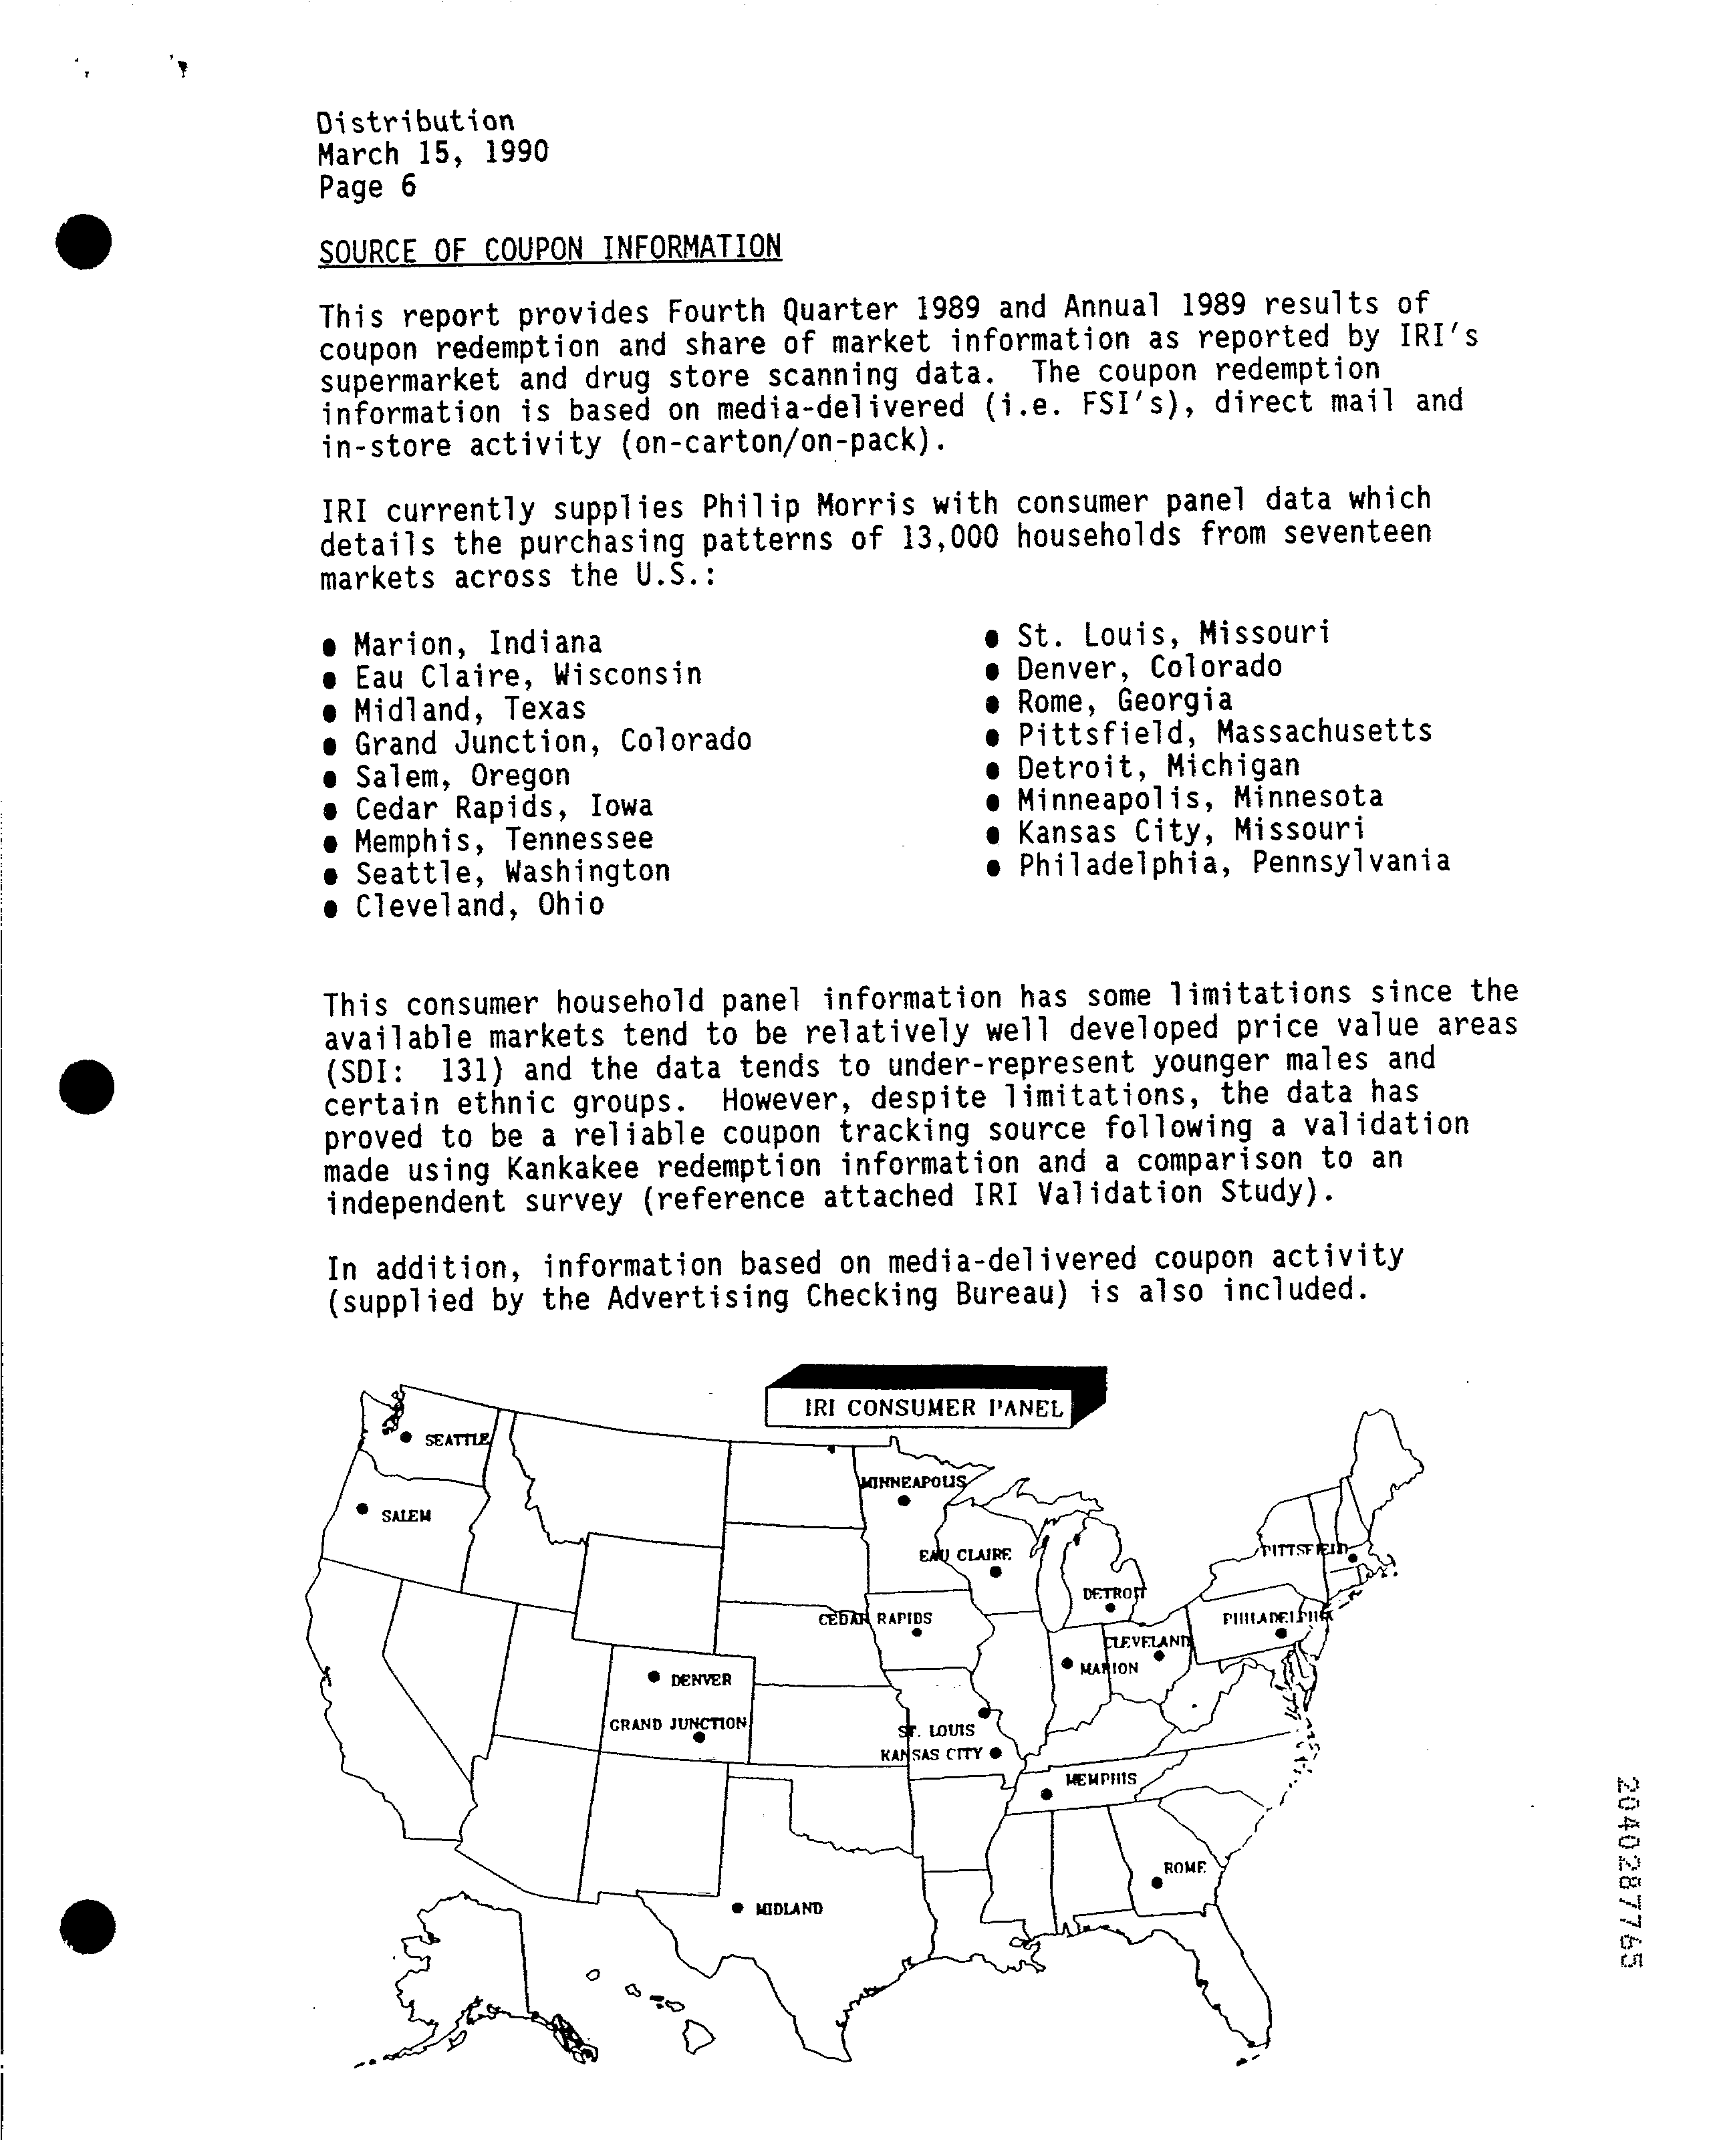 Distribution
March 15, 1990
Page 6
SOURCE OF COUPON INFORMATION
This report provides Fourth Quarter 1989 and Annual 1989 results of
coupon redemption and share of market information as reported by IRI's
supermarket and drug store scanning data.  The coupon redemption
information is based on media-delivered (i.e. FSI's), direct mail and
in-store activity (on-carton/on-pack).
IRI currently supplies Philip Morris with consumer panel data which
details the purchasing patterns of 13,000 households from seventeen
markets across the U.S.:
● Marion, Indiana
● Eau Claire, Wisconsin
● Midland, Texas
● Grand Junction, Colorado
● Salem, Oregon
● Cedar Rapids, Iowa
● Memphis, Tennessee
● Seattle, Washington
● Cleveland, Ohio
● St. Louis, Missouri
● Denver, Colorado
● Rome, Georgia
● Pittsfield, Massachusetts
● Detroit, Michigan
● Minneapolis, Minnesota
● Kansas City, Missouri
● Philadelphia, Pennsylvania
This consumer household panel information has some limitations since the
available markets tend to be relatively well developed price value areas
(SDI:  131) and the data tends to under-represent younger males and
certain ethnic groups.  However, despite limitations, the data has
proved to be a reliable coupon tracking source following a validation
made using Kankakee redemption information and a comparison to an
independent survey (reference attached IRI Validation Study).
In addition, information based on media-delivered coupon activity
(supplied by the Advertising Checking Bureau) is also included.
IRI CONSUMER PANEL
SEATTLE
MINNEAPOLIS
SALEM
EAU CLAIRE
PITTSFIELD
DETROIT
CEDAR RAPIDS
PHILADELPHIA
CLEVELAND
MARION
DENVER
GRAND JUNCTION
ST. LOUIS
KANSAS CITY
MEMPHIS
ROME
MIDLAND
2040287765